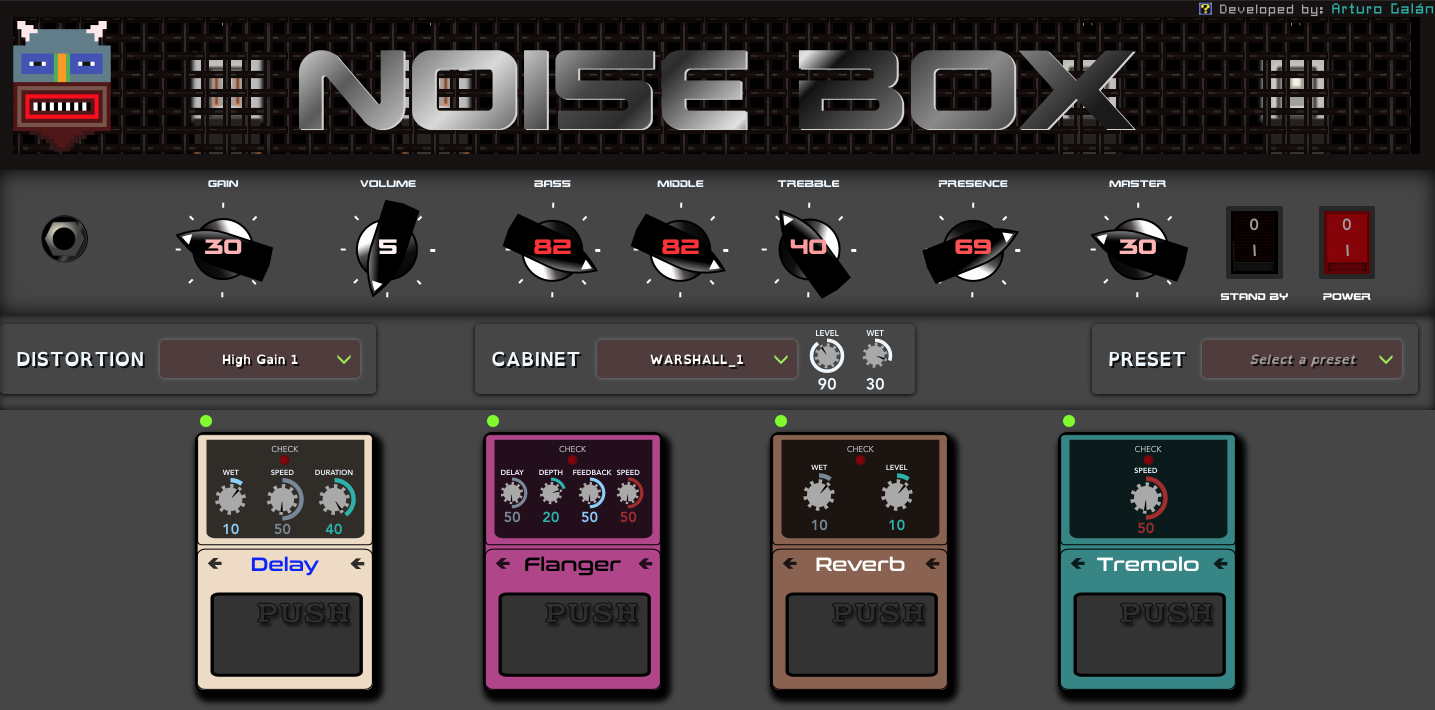 ? Developed by: Arturo Galán
NOISE BOX
GAIN VOLUME BASS MIDDLE TREBBLE PRESENCE MASTER
30 5 82 82 40 69 30 0 0
I I
STAND BY POWER
DISTORTION High Gain 1 CABINET WARSHALL_1 LEVEL 90 WET 30 PRESET Select a preset
CHECK
WET SPEED DURATION
10 50 40
Delay
PUSH
CHECK
DELAY DEPTH FEEDBACK SPEED
50 20 50 50
Flanger
PUSH
CHECK
WET LEVEL
10 10
Reverb
PUSH
CHECK
SPEED
50
Tremolo
PUSH